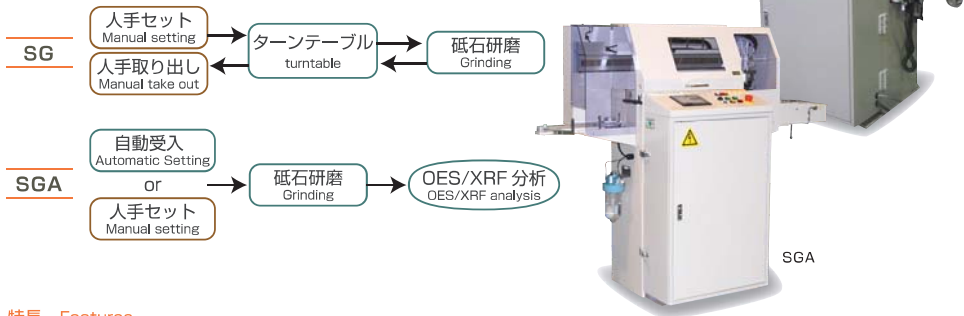 SG
人手セット
Manual setting
人手取り出し
Manual take out
ターンテーブル
turntable
砥石研磨
Grinding
SGA
自動受入
Automatic Setting
or
人手セット
Manual setting
砥石研磨
Grinding
OES/XRF 分析
OES/XRF analysis
SGA
特長 Features